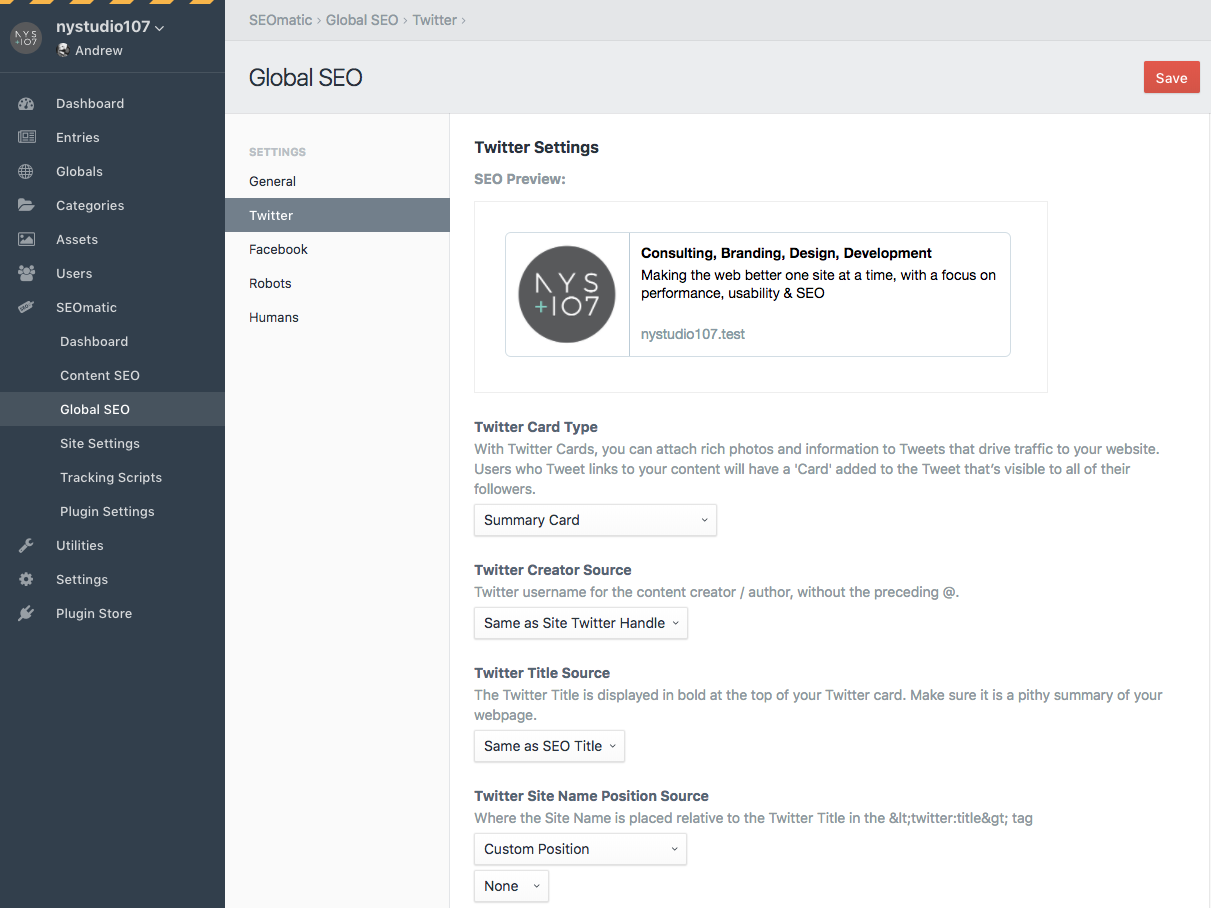 NYS
+107
nystudio107
Andrew
Dashboard
Entries
Globals
Categories
Assets
Users
SEOmatic
Dashboard
Content SEO
Global SEO
Site Settings
Tracking Scripts
Plugin Settings
Utilities
Settings
Plugin Store
SEOmatic › Global SEO › Twitter ›
Global SEO
Save
SETTINGS
General
Twitter
Facebook
Robots
Humans
Twitter Settings
SEO Preview:
NYS
+107
Consulting, Branding, Design, Development
Making the web better one site at a time, with a focus on
performance, usability & SEO
nystudio107.test
Twitter Card Type
With Twitter Cards, you can attach rich photos and information to Tweets that drive traffic to your website.
Users who Tweet links to your content will have a 'Card' added to the Tweet that’s visible to all of their
followers.
Summary Card
Twitter Creator Source
Twitter username for the content creator / author, without the preceding @.
Same as Site Twitter Handle
Twitter Title Source
The Twitter Title is displayed in bold at the top of your Twitter card. Make sure it is a pithy summary of your
webpage.
Same as SEO Title
Twitter Site Name Position Source
Where the Site Name is placed relative to the Twitter Title in the &lt;twitter:title&gt; tag
Custom Position
None